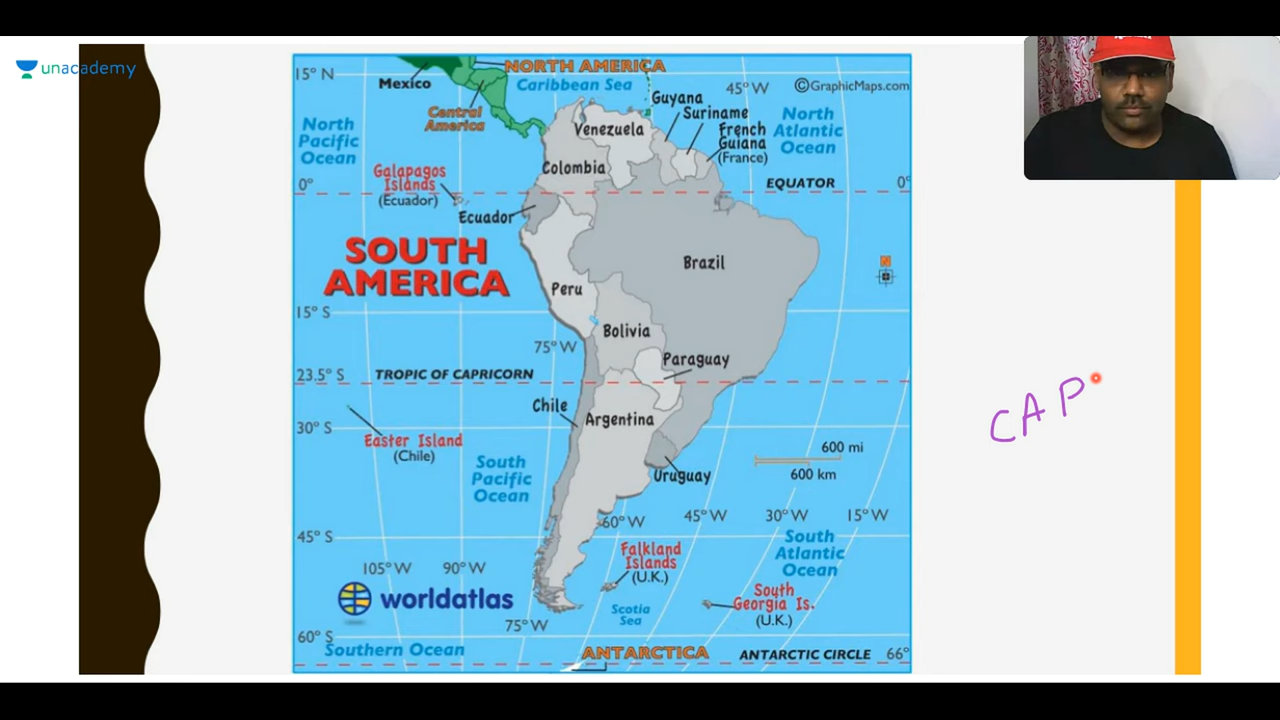 unacademy
NORTH AMERICA
15° N
Mexico
Caribbean Sea
45° W
©GraphicMaps.com
Central
America
Guyana
Suriname
French
Guiana
(France)
North
Atlantic
Ocean
North
Pacific
Ocean
Venezuela
Colombia
Galapagos
Islands
(Ecuador)
0°
EQUATOR
0°
Ecuador
SOUTH
AMERICA
Brazil
N
Peru
15° S
Bolivia
75° W
Paraguay
23.5° S
TROPIC OF CAPRICORN
Chile
Argentina
30° S
Easter Island
(Chile)
CAP
600 mi
600 km
South
Pacific
Ocean
Uruguay
60° W
45° W
30° W
15° W
45° S
South
Atlantic
Ocean
Falkland
Islands
(U.K.)
105° W
90° W
worldatlas
South
Georgia Is.
(U.K.)
Scotia
Sea
75° W
60° S
Southern Ocean
ANTARCTICA
ANTARCTIC CIRCLE
66°